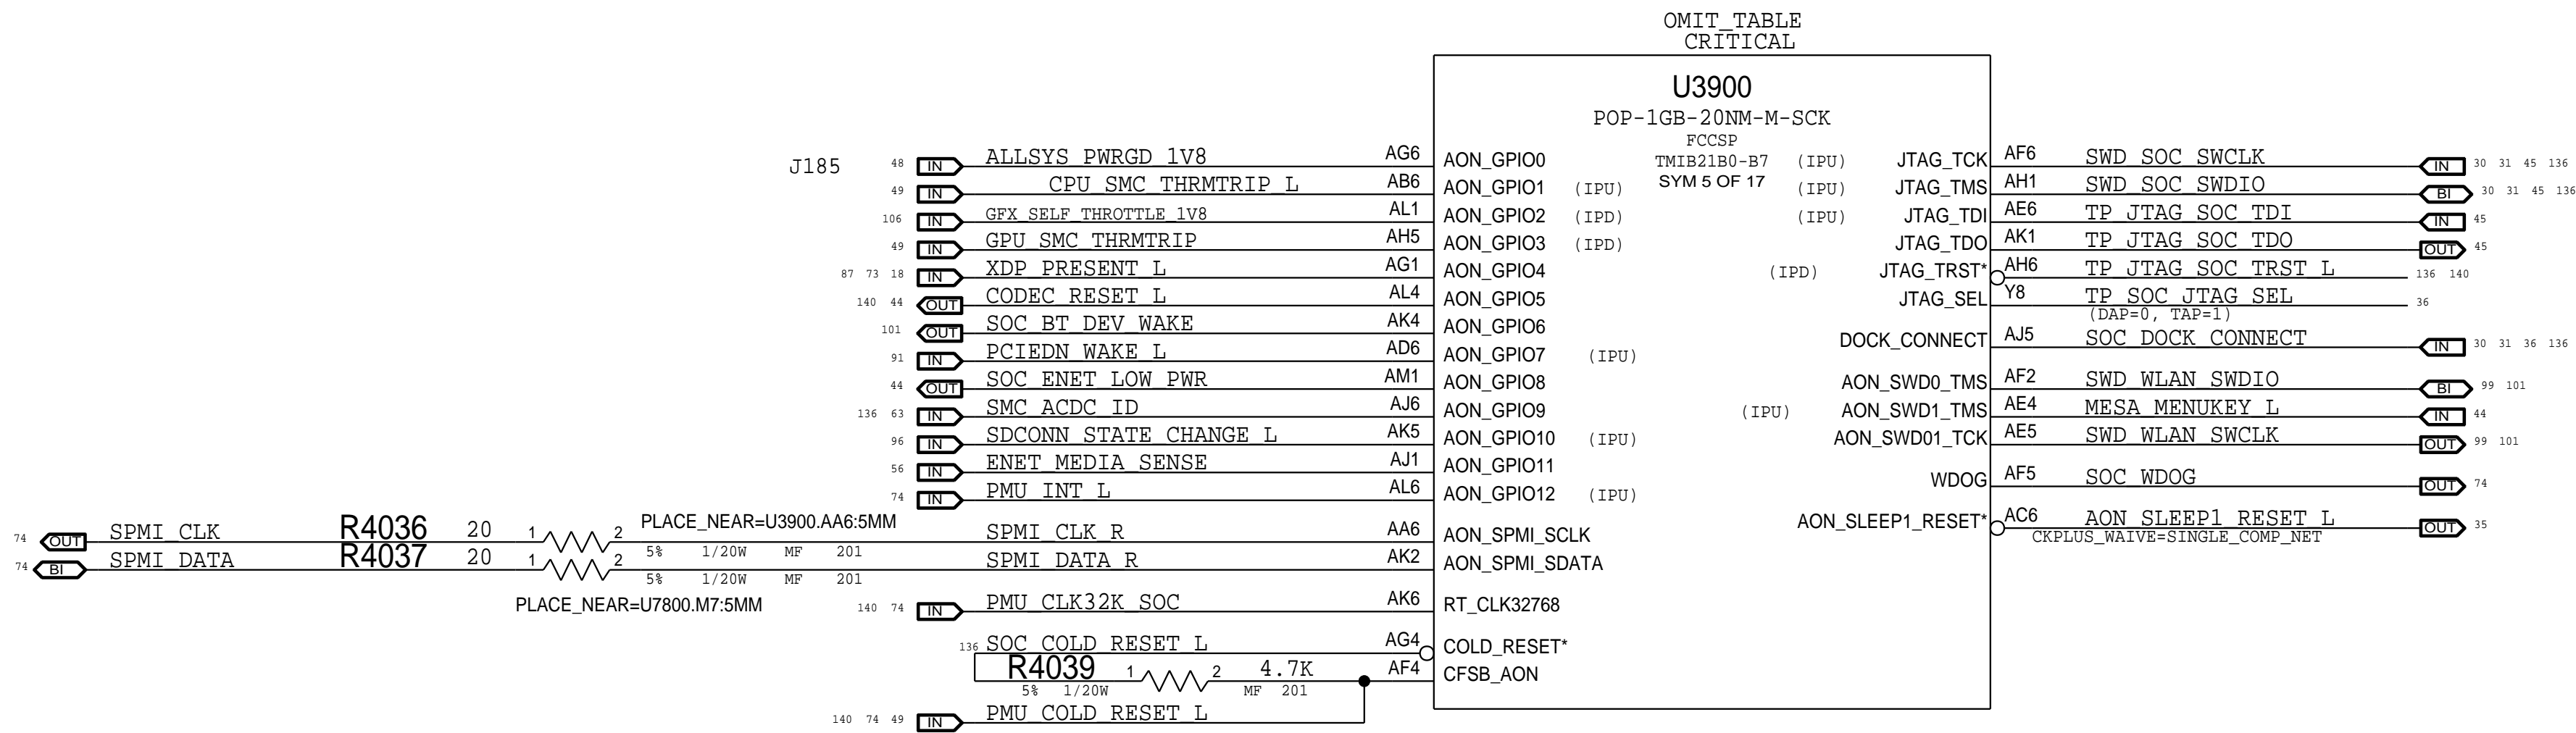 OMIT_TABLE
CRITICAL
U3900
POP-1GB-20NM-M-SCK
FCCSP
TMIB21B0-B7
SYM 5 OF 17
J185
48 IN ALLSYS_PWRGD_1V8 AG6 AON_GPIO0
49 IN CPU_SMC_THRMTRIP_L AB6 AON_GPIO1 (IPU)
106 IN GFX_SELF_THROTTLE_1V8 AL1 AON_GPIO2 (IPD)
49 IN GPU_SMC_THRMTRIP AH5 AON_GPIO3 (IPD)
87 73 18 IN XDP_PRESENT_L AG1 AON_GPIO4
140 44 OUT CODEC_RESET_L AL4 AON_GPIO5
101 OUT SOC_BT_DEV_WAKE AK4 AON_GPIO6
91 IN PCIEDN_WAKE_L AD6 AON_GPIO7 (IPU)
44 OUT SOC_ENET_LOW_PWR AM1 AON_GPIO8
136 63 IN SMC_ACDC_ID AJ6 AON_GPIO9
96 IN SDCONN_STATE_CHANGE_L AK5 AON_GPIO10 (IPU)
56 IN ENET_MEDIA_SENSE AJ1 AON_GPIO11
74 IN PMU_INT_L AL6 AON_GPIO12 (IPU)
74 OUT SPMI_CLK R4036 20 1 2 PLACE_NEAR=U3900.AA6:5MM SPMI_CLK_R AA6 AON_SPMI_SCLK
5% 1/20W MF 201
74 BI SPMI_DATA R4037 20 1 2 SPMI_DATA_R AK2 AON_SPMI_SDATA
5% 1/20W MF 201
PLACE_NEAR=U7800.M7:5MM
140 74 IN PMU_CLK32K_SOC AK6 RT_CLK32768
136 SOC_COLD_RESET_L AG4 COLD_RESET*
R4039 1 2 4.7K AF4 CFSB_AON
5% 1/20W MF 201
140 74 49 IN PMU_COLD_RESET_L
(IPU) JTAG_TCK AF6 SWD_SOC_SWCLK IN 30 31 45 136
(IPU) JTAG_TMS AH1 SWD_SOC_SWDIO BI 30 31 45 136
(IPU) JTAG_TDI AE6 TP_JTAG_SOC_TDI IN 45
JTAG_TDO AK1 TP_JTAG_SOC_TDO OUT 45
(IPD) JTAG_TRST* AH6 TP_JTAG_SOC_TRST_L 136 140
JTAG_SEL Y8 TP_SOC_JTAG_SEL 36
(DAP=0, TAP=1)
DOCK_CONNECT AJ5 SOC_DOCK_CONNECT IN 30 31 36 136
AON_SWD0_TMS AF2 SWD_WLAN_SWDIO BI 99 101
(IPU) AON_SWD1_TMS AE4 MESA_MENUKEY_L IN 44
AON_SWD01_TCK AE5 SWD_WLAN_SWCLK OUT 99 101
WDOG AF5 SOC_WDOG OUT 74
AON_SLEEP1_RESET* AC6 AON_SLEEP1_RESET_L OUT 35
CKPLUS_WAIVE=SINGLE_COMP_NET